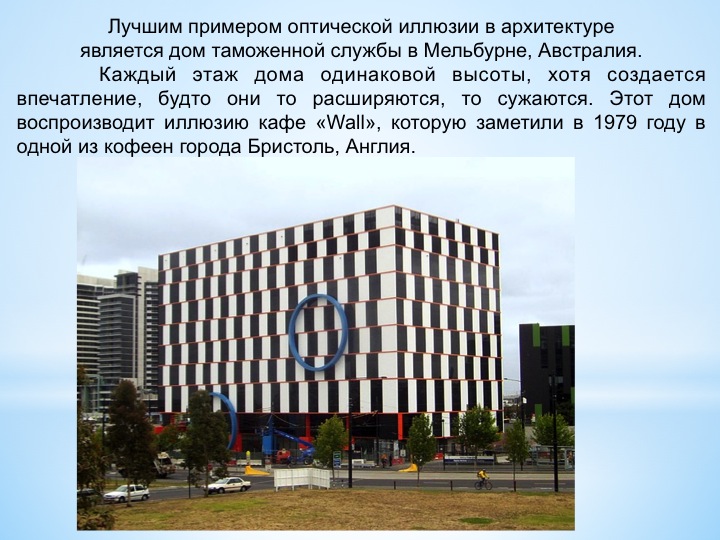 Лучшим примером оптической иллюзии в архитектуре
является дом таможенной службы в Мельбурне, Австралия.
Каждый этаж дома одинаковой высоты, хотя создается
впечатление, будто они то расширяются, то сужаются. Этот дом
воспроизводит иллюзию кафе «Wall», которую заметили в 1979 году в
одной из кофеен города Бристоль, Англия.